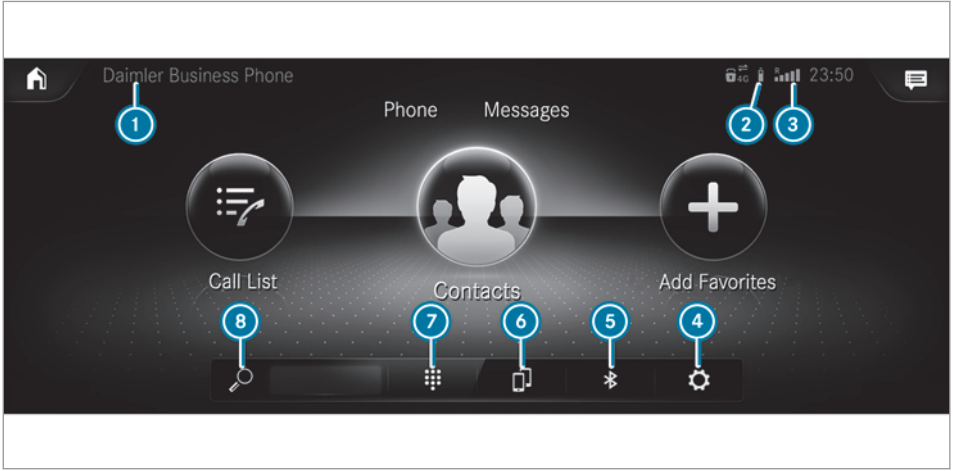 Daimler Business Phone
4G R 23:50
1
2
3
Phone Messages
Call List
Contacts
Add Favorites
8
7
6
5
4